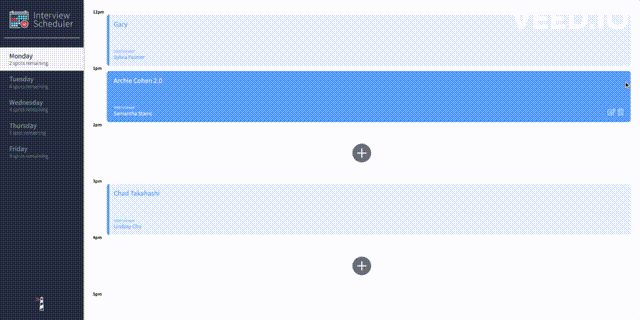 Interview
Scheduler
Monday
2 spots remaining
Tuesday
4 spots remaining
Wednesday
4 spots remaining
Thursday
spots remaining
Friday
spots remaining
12pm
Gary
Interviewer
Sylvia Palmer
1pm
Archie Cohen 2.0
Interviewer
Samantha Stanic
2pm
3pm
Chad Takahashi
Interviewer
Lindsay Chu
4pm
5pm
VEED.IO